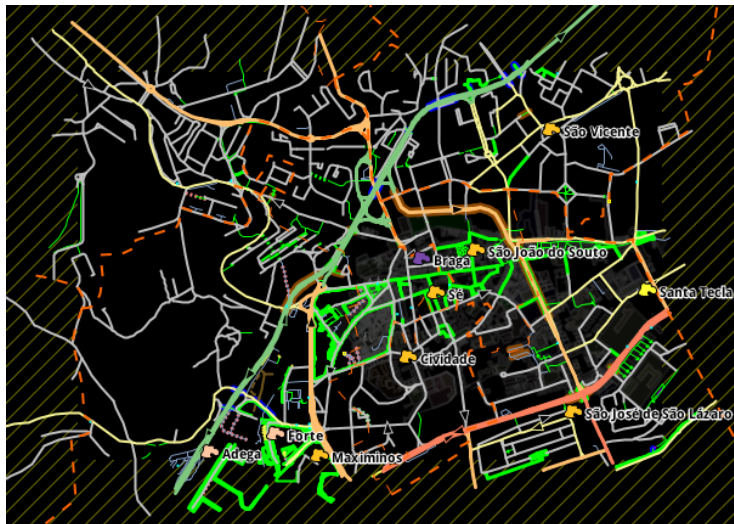 São Vicente
São João do Souto
Braga
Santa Tecla
Sé
Cividade
São José de São Lázaro
Forte
Adega
Maximinos